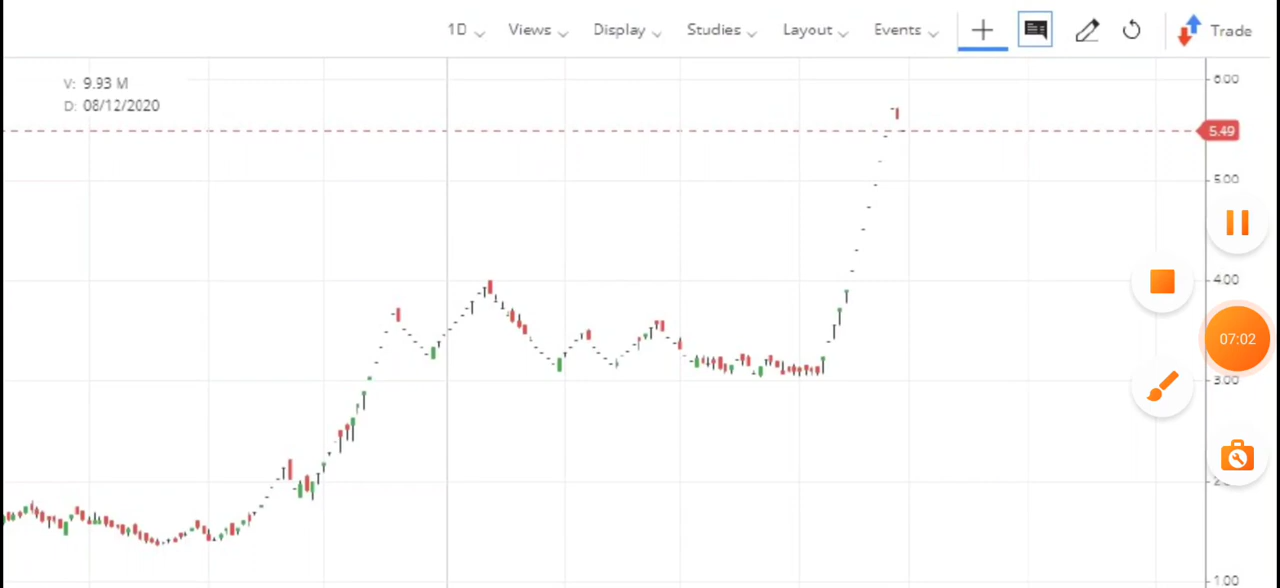 1D Views Display Studies Layout Events Trade
V: 9.93 M
D: 08/12/2020
6.00
5.49
5.00
4.00
07:02
3.00
1.00